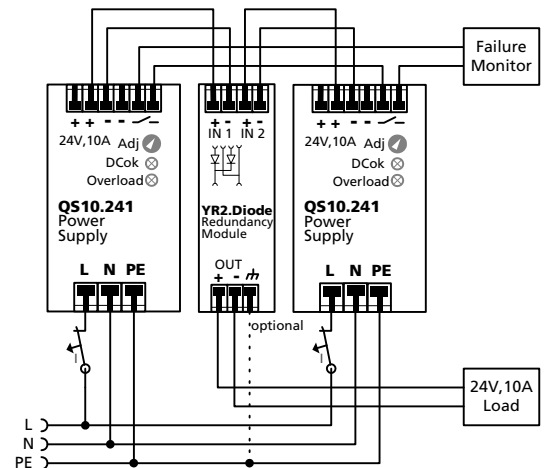 Failure
Monitor
+ + - -
+ - + -
+ + - -
24V,10A Adj
DCok
Overload
QS10.241
Power
Supply
L N PE
IN 1 IN 2
YR2.Diode
Redundancy
Module
OUT
+ -
optional
24V,10A Adj
DCok
Overload
QS10.241
Power
Supply
L N PE
I
I
24V,10A
Load
L
N
PE